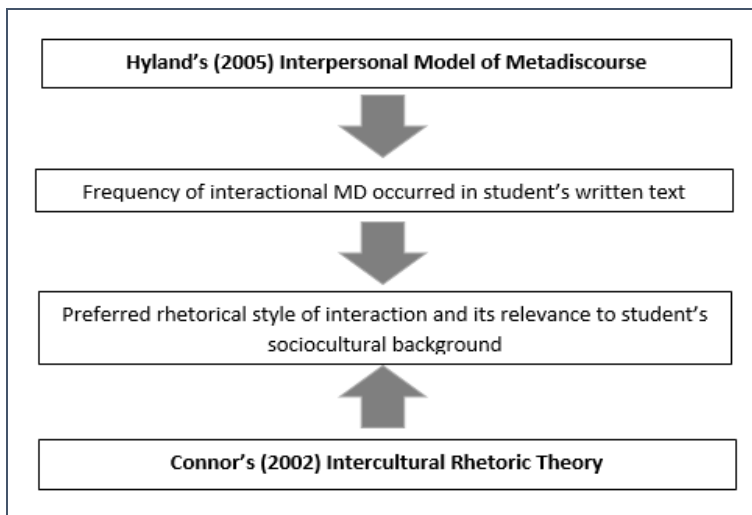 Hyland’s (2005) Interpersonal Model of Metadiscourse
Frequency of interactional MD occurred in student’s written text
Preferred rhetorical style of interaction and its relevance to student’s
sociocultural background
Connor’s (2002) Intercultural Rhetoric Theory